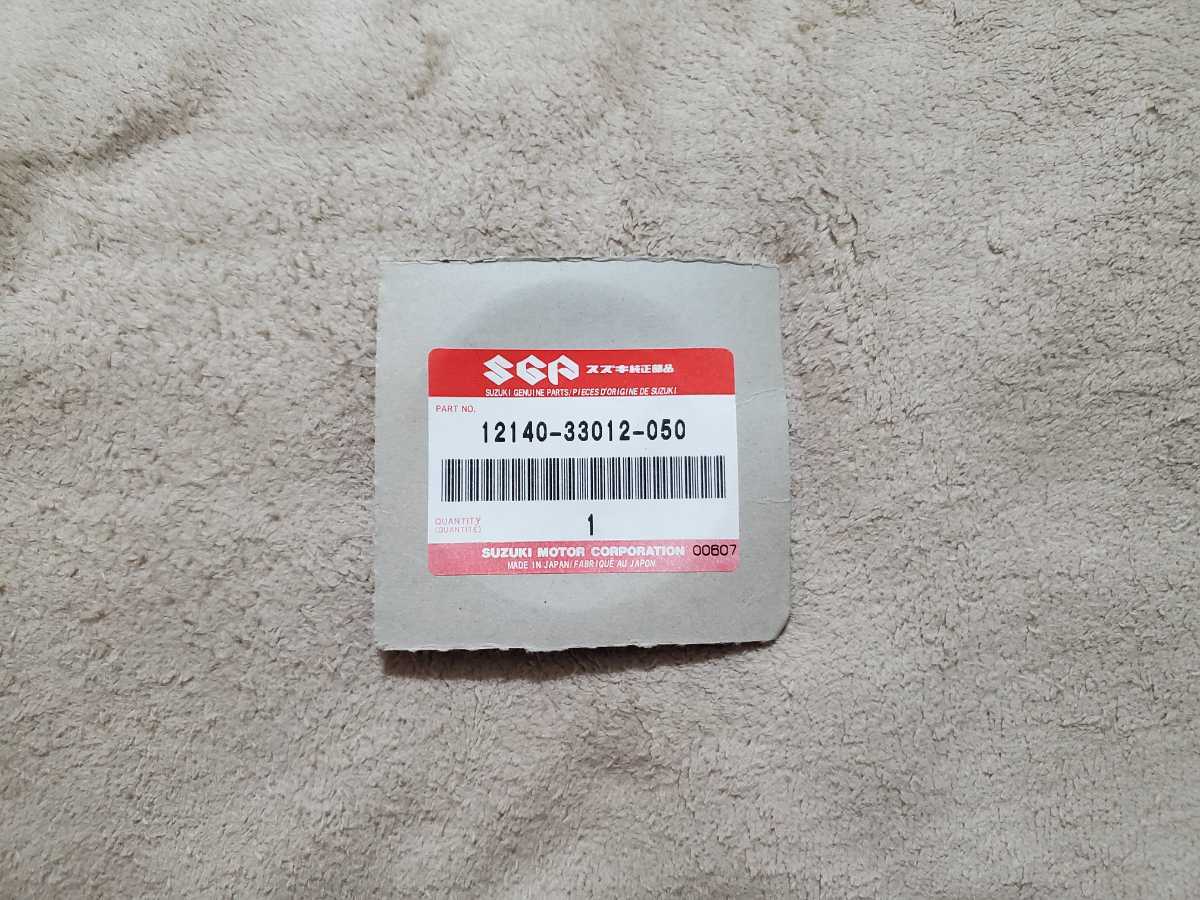 SGP スズキ純正部品
SUZUKI GENUINE PARTS/PIECES D'ORIGINE DE SUZUKI
PART NO.
12140-33012-050
QUANTITY
(QUANTITÉ)
1
SUZUKI MOTOR CORPORATION 00607
MADE IN JAPAN/FABRIQUÉ AU JAPON